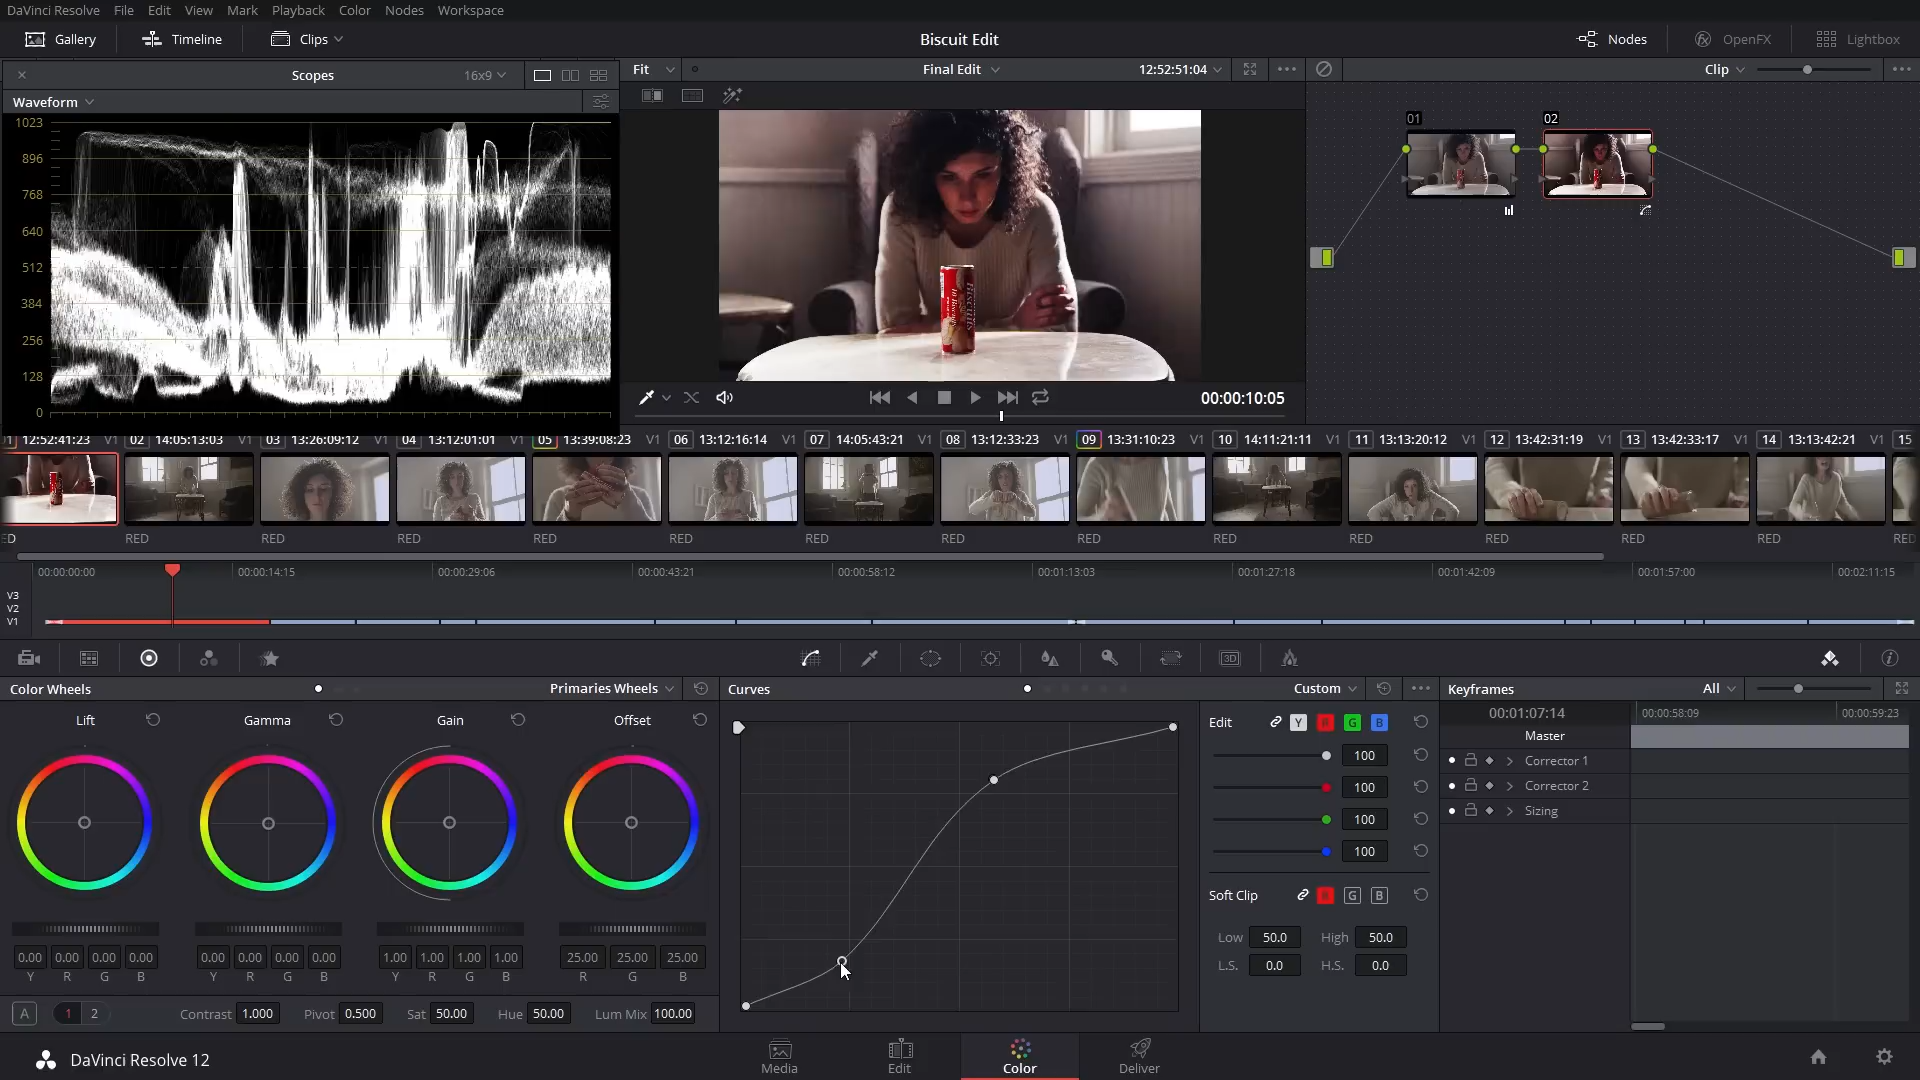 DaVinci Resolve File Edit View Mark Playback Color Nodes Workspace
Gallery Timeline Clips Biscuit Edit Nodes OpenFX Lightbox
Scopes 16x9 Fit Final Edit 12:52:51:04 Clip
Waveform
1023
896
768
640
512
384
256
128
0
01 02
00:00:10:05
12:52:41:23 V1 02 14:05:13:03 V1 03 13:26:09:12 V1 04 13:12:01:01 V1 05 13:39:08:23 V1 06 13:12:16:14 V1 07 14:05:43:21 V1 08 13:12:33:23 V1 09 13:31:10:23 V1 10 14:11:21:11 V1 11 13:13:20:12 V1 12 13:42:31:19 V1 13 13:42:33:17 V1 14 13:13:42:21 V1 15
RED RED RED RED RED RED RED RED RED RED RED RED RED RED
00:00:00:00 00:00:14:15 00:00:29:06 00:00:43:21 00:00:58:12 00:01:13:03 00:01:27:18 00:01:42:09 00:01:57:00 00:02:11:15
V3
V2
V1
3D
Color Wheels Primaries Wheels Curves Custom Keyframes All
Lift Gamma Gain Offset
Edit Y R G B
100
100
100
100
Soft Clip R G B
Low 50.0 High 50.0
L.S. 0.0 H.S. 0.0
00:01:07:14 00:00:58:09 00:00:59:23
Master
Corrector 1
Corrector 2
Sizing
0.00 0.00 0.00 0.00 0.00 0.00 0.00 0.00 1.00 1.00 1.00 1.00 25.00 25.00 25.00
Y R G B Y R G B Y R G B R G B
A 1 2 Contrast 1.000 Pivot 0.500 Sat 50.00 Hue 50.00 Lum Mix 100.00
DaVinci Resolve 12 Media Edit Color Deliver